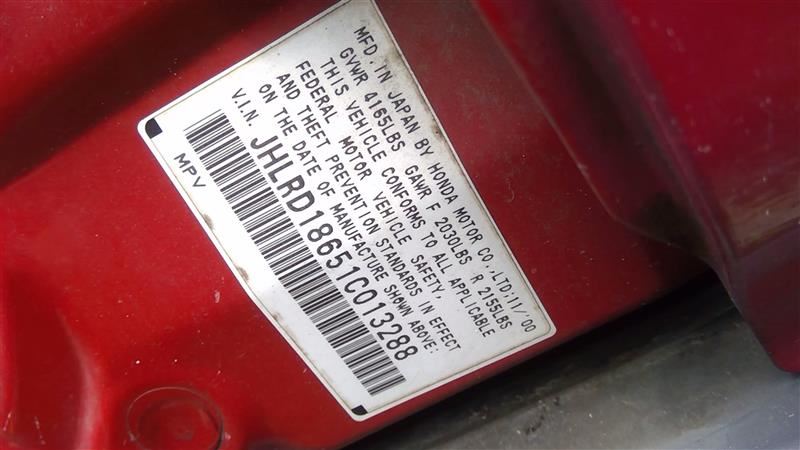 MFD. IN JAPAN BY HONDA MOTOR CO.,LTD;11/'00
GVWR 4165LBS GAWR F 2030LBS R 2155LBS
THIS VEHICLE CONFORMS TO ALL APPLICABLE
FEDERAL MOTOR VEHICLE SAFETY,
AND THEFT PREVENTION STANDARDS IN EFFECT
ON THE DATE OF MANUFACTURE SHOWN ABOVE:
V.I.N. JHLRD18651C013288
MPV